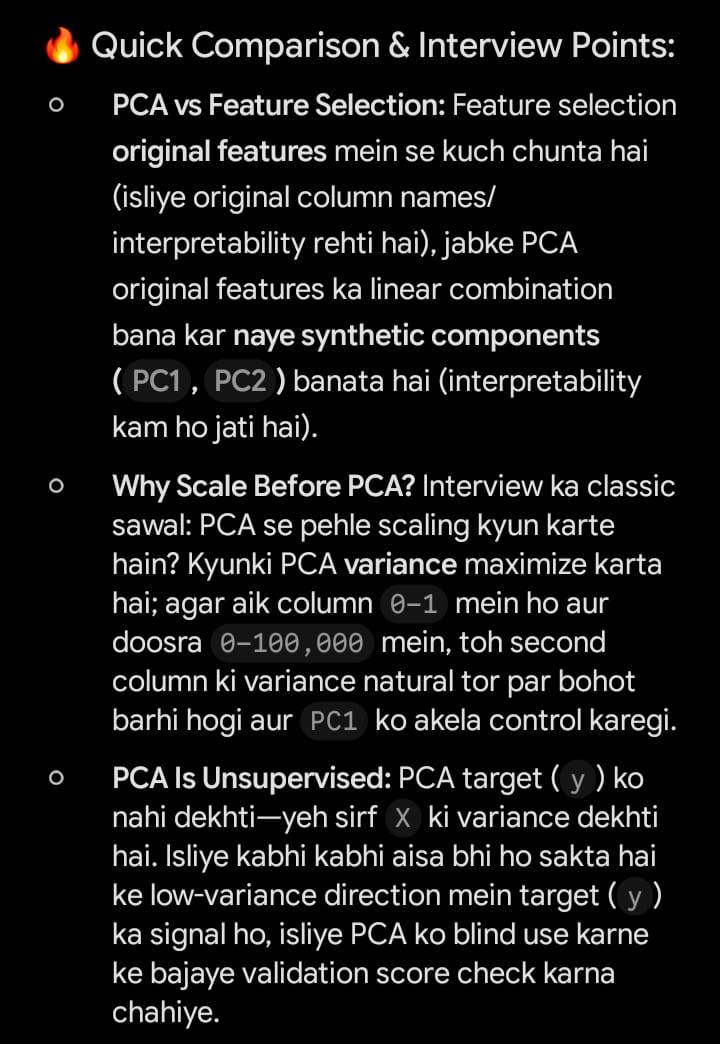 🔥 Quick Comparison & Interview Points:
○ PCA vs Feature Selection: Feature selection
original features mein se kuch chunta hai
(isliye original column names/
interpretability rehti hai), jabke PCA
original features ka linear combination
bana kar naye synthetic components
( PC1 , PC2 ) banata hai (interpretability
kam ho jati hai).
○ Why Scale Before PCA? Interview ka classic
sawal: PCA se pehle scaling kyun karte
hain? Kyunki PCA variance maximize karta
hai; agar aik column 0–1 mein ho aur
doosra 0–100,000 mein, toh second
column ki variance natural tor par bohot
barhi hogi aur PC1 ko akela control karegi.
○ PCA Is Unsupervised: PCA target ( y ) ko
nahi dekhti—yeh sirf X ki variance dekhti
hai. Isliye kabhi kabhi aisa bhi ho sakta hai
ke low-variance direction mein target ( y )
ka signal ho, isliye PCA ko blind use karne
ke bajaye validation score check karna
chahiye.